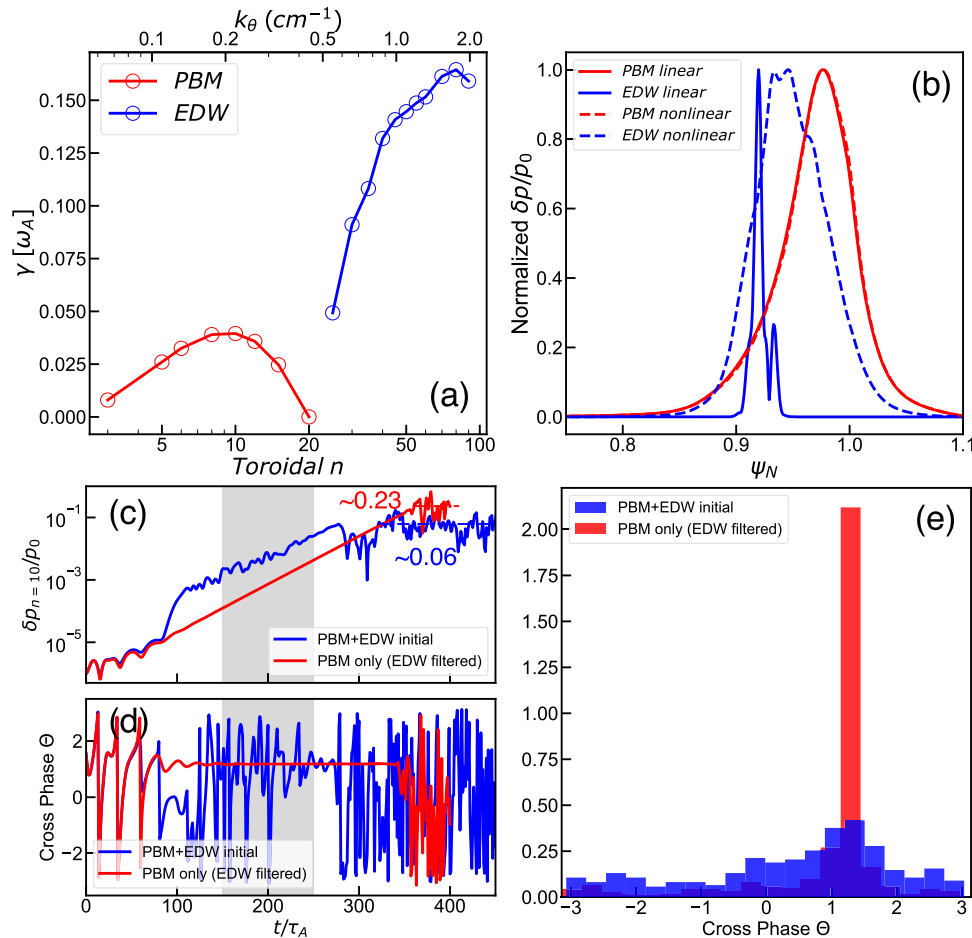 k_θ (cm⁻¹)
0.1 0.2 0.5 1.0 2.0
PBM
EDW
γ [ω_A]
0.150
0.125
0.100
0.075
0.050
0.025
0.000
(a)
5 10 20 50 100
Toroidal n
PBM linear
EDW linear
PBM nonlinear
EDW nonlinear
(b)
Normalized δp/p₀
1.0
0.8
0.6
0.4
0.2
0.0
0.8 0.9 1.0 1.1
ψ_N
(c)
~0.23
~0.06
δp_{n=10}/p₀
10⁻¹
10⁻³
10⁻⁵
PBM+EDW initial
PBM only (EDW filtered)
(d)
Cross Phase Θ
2
0
−2
PBM+EDW initial
PBM only (EDW filtered)
0 100 200 300 400
t/τ_A
PBM+EDW initial
PBM only (EDW filtered)
(e)
2.00
1.75
1.50
1.25
1.00
0.75
0.50
0.25
0.00
−3 −2 −1 0 1 2 3
Cross Phase Θ